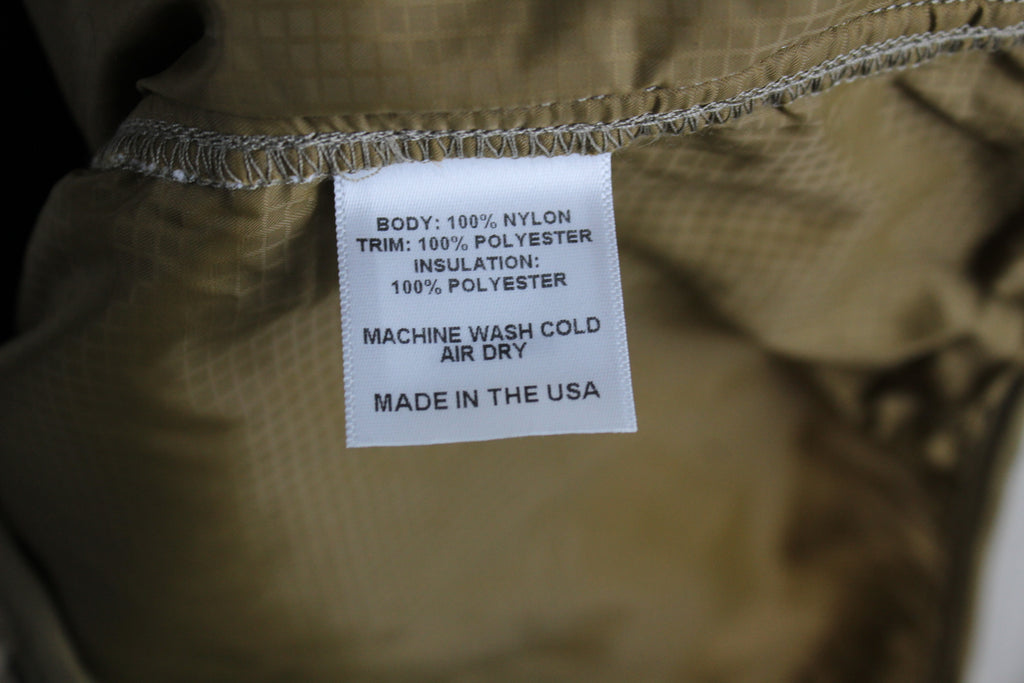 BODY: 100% NYLON
TRIM: 100% POLYESTER
INSULATION:
100% POLYESTER
MACHINE WASH COLD
AIR DRY
MADE IN THE USA